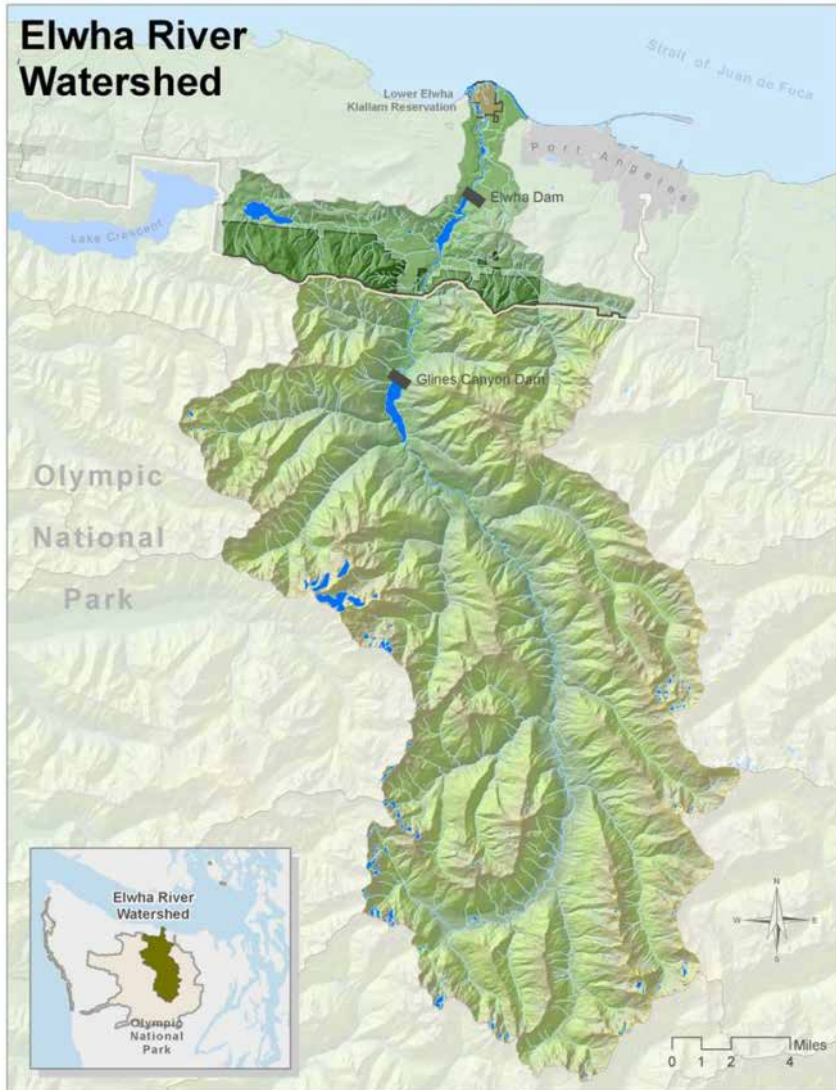 Elwha River
Watershed
Strait of Juan de Fuca
Lower Elwha
Klallam Reservation
Port Angeles
Elwha Dam
Lake Crescent
Glines Canyon Dam
Olympic
National
Park
Elwha River
Watershed
Olympic
National
Park
N
W E
S
Miles
0 1 2 4